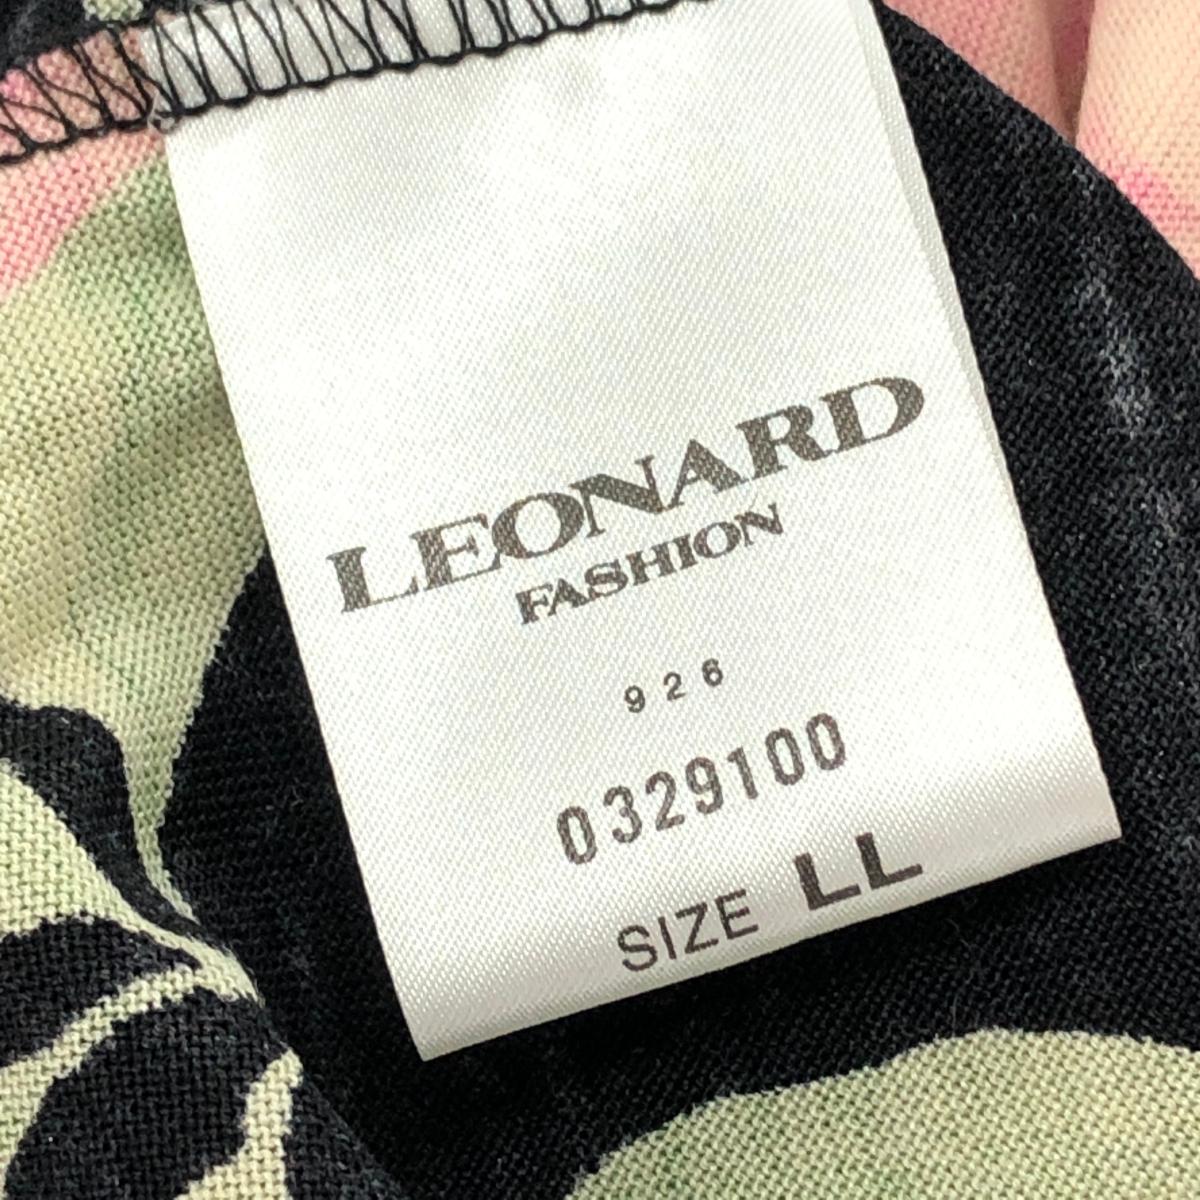 LEONARD
FASHION
926
0329100
SIZE LL